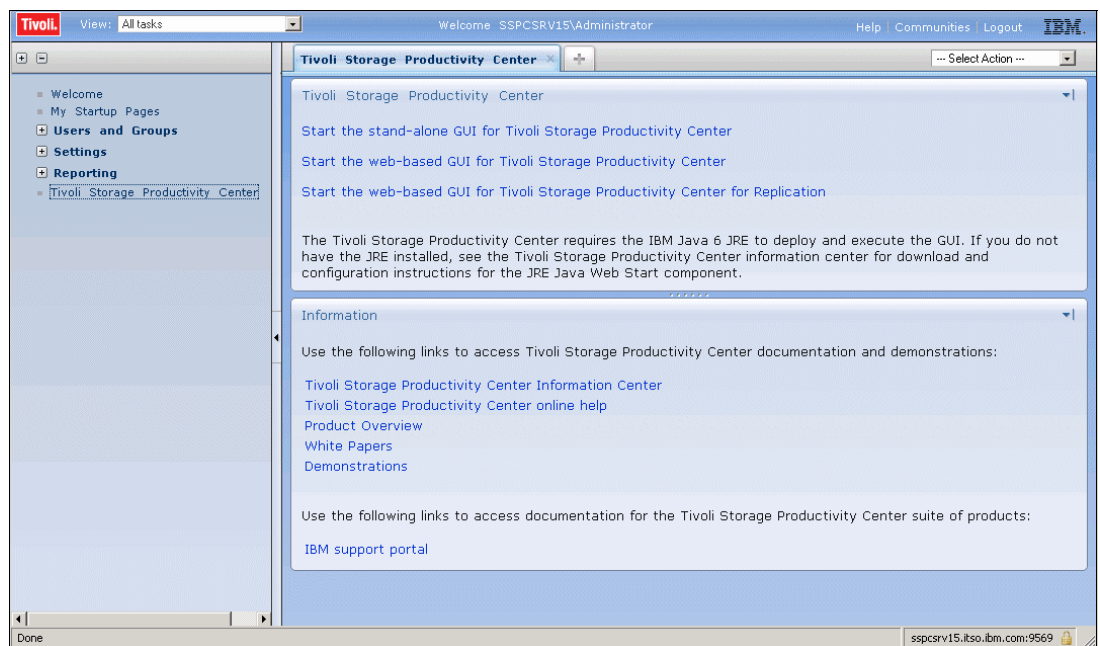 Tivoli. View: All tasks Welcome SSPCSRV15\Administrator Help Communities Logout IBM.
Tivoli Storage Productivity Center --- Select Action ---
Welcome
My Startup Pages
Users and Groups
Settings
Reporting
Tivoli Storage Productivity Center
Tivoli Storage Productivity Center
Start the stand-alone GUI for Tivoli Storage Productivity Center
Start the web-based GUI for Tivoli Storage Productivity Center
Start the web-based GUI for Tivoli Storage Productivity Center for Replication
The Tivoli Storage Productivity Center requires the IBM Java 6 JRE to deploy and execute the GUI. If you do not
have the JRE installed, see the Tivoli Storage Productivity Center information center for download and
configuration instructions for the JRE Java Web Start component.
Information
Use the following links to access Tivoli Storage Productivity Center documentation and demonstrations:
Tivoli Storage Productivity Center Information Center
Tivoli Storage Productivity Center online help
Product Overview
White Papers
Demonstrations
Use the following links to access documentation for the Tivoli Storage Productivity Center suite of products:
IBM support portal
Done sspcsrv15.itso.ibm.com:9569